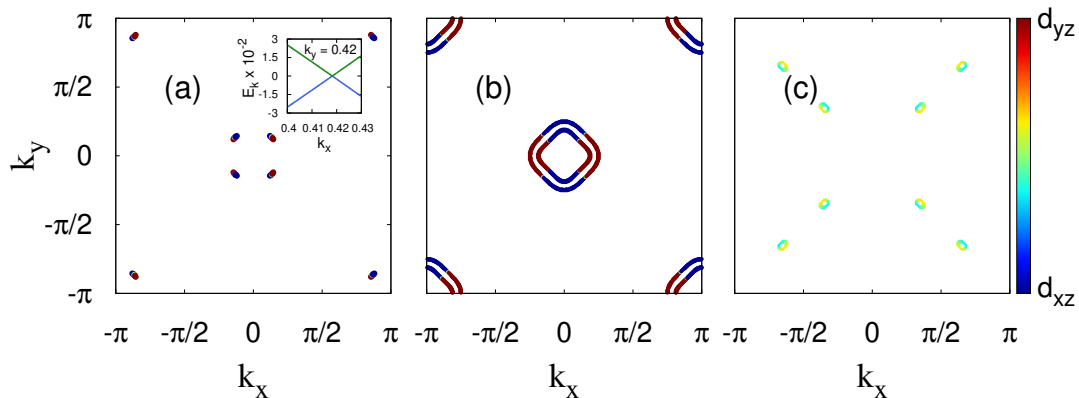 π
π/2
0
-π/2
-π
k_y
(a)
3
1.5
0
-1.5
-3
E_k x 10^-2
k_y = 0.42
0.4 0.41 0.42 0.43
k_x
(b)
(c)
d_yz
d_xz
-π -π/2 0 π/2 π
-π -π/2 0 π/2 π
-π -π/2 0 π/2 π
k_x
k_x
k_x